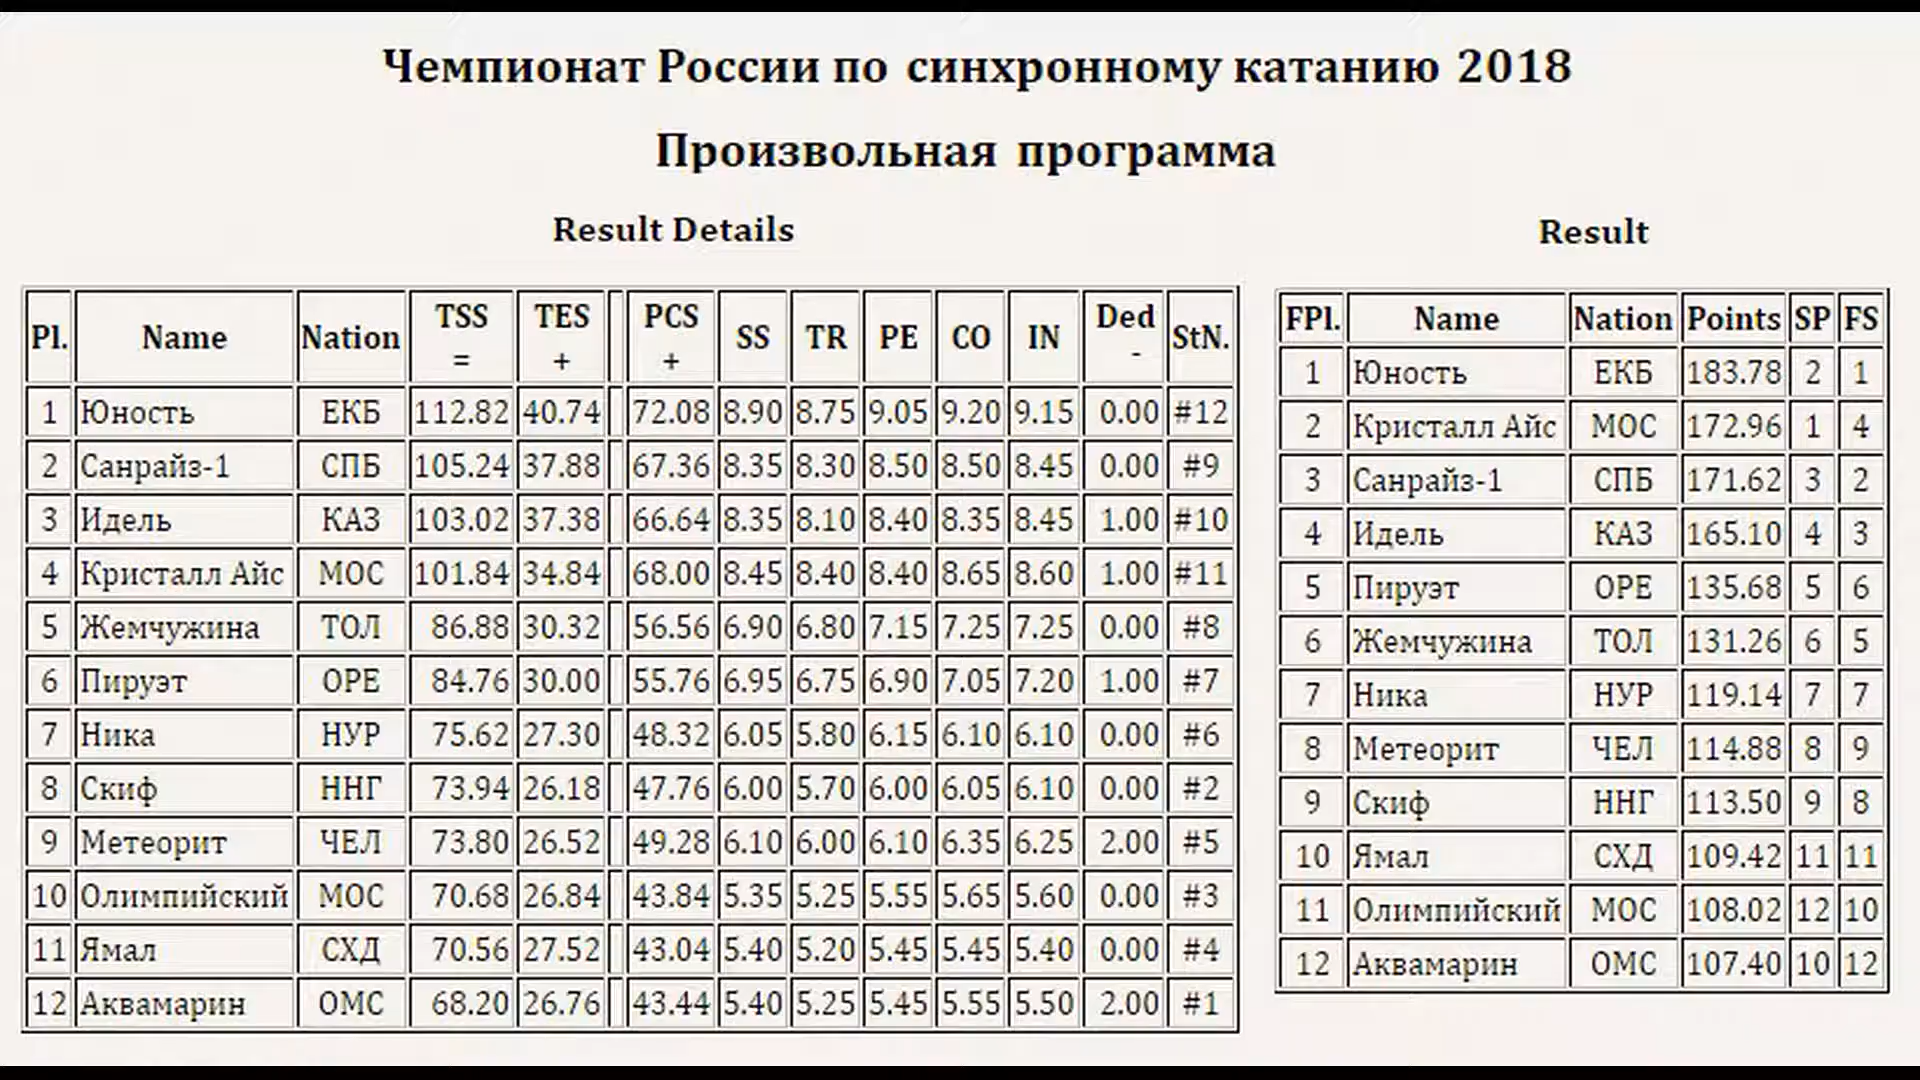 Чемпионат России по синхронному катанию 2018
Произвольная программа
Result Details
Pl. Name Nation TSS = TES + PCS + SS TR PE CO IN Ded - StN.
1 Юность ЕКБ 112.82 40.74 72.08 8.90 8.75 9.05 9.20 9.15 0.00 #12
2 Санрайз-1 СПБ 105.24 37.88 67.36 8.35 8.30 8.50 8.50 8.45 0.00 #9
3 Идель КАЗ 103.02 37.38 66.64 8.35 8.10 8.40 8.35 8.45 1.00 #10
4 Кристалл Айс МОС 101.84 34.84 68.00 8.45 8.40 8.40 8.65 8.60 1.00 #11
5 Жемчужина ТОЛ 86.88 30.32 56.56 6.90 6.80 7.15 7.25 7.25 0.00 #8
6 Пируэт ОРЕ 84.76 30.00 55.76 6.95 6.75 6.90 7.05 7.20 1.00 #7
7 Ника НУР 75.62 27.30 48.32 6.05 5.80 6.15 6.10 6.10 0.00 #6
8 Скиф ННГ 73.94 26.18 47.76 6.00 5.70 6.00 6.05 6.10 0.00 #2
9 Метеорит ЧЕЛ 73.80 26.52 49.28 6.10 6.00 6.10 6.35 6.25 2.00 #5
10 Олимпийский МОС 70.68 26.84 43.84 5.35 5.25 5.55 5.65 5.60 0.00 #3
11 Ямал СХД 70.56 27.52 43.04 5.40 5.20 5.45 5.45 5.40 0.00 #4
12 Аквамарин ОМС 68.20 26.76 43.44 5.40 5.25 5.45 5.55 5.50 2.00 #1
Result
FPl. Name Nation Points SP FS
1 Юность ЕКБ 183.78 2 1
2 Кристалл Айс МОС 172.96 1 4
3 Санрайз-1 СПБ 171.62 3 2
4 Идель КАЗ 165.10 4 3
5 Пируэт ОРЕ 135.68 5 6
6 Жемчужина ТОЛ 131.26 6 5
7 Ника НУР 119.14 7 7
8 Метеорит ЧЕЛ 114.88 8 9
9 Скиф ННГ 113.50 9 8
10 Ямал СХД 109.42 11 11
11 Олимпийский МОС 108.02 12 10
12 Аквамарин ОМС 107.40 10 12